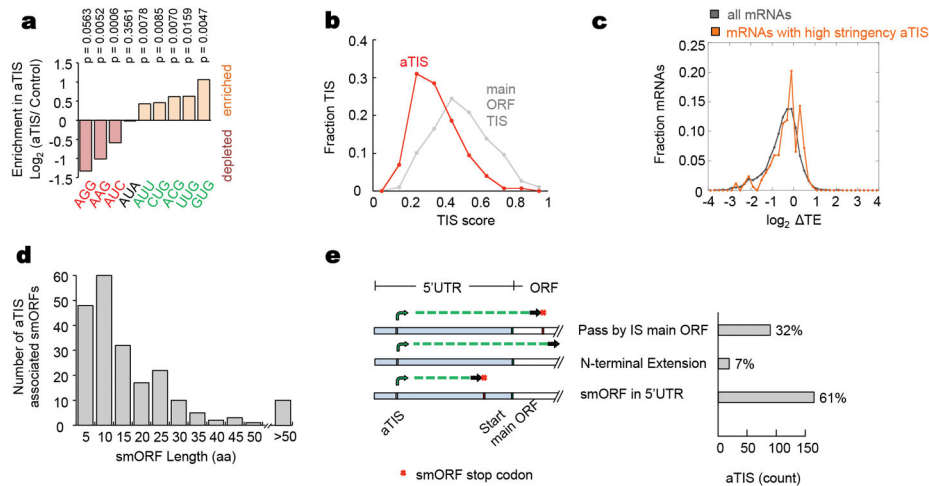 a
p = 0.0563
p = 0.0052
p = 0.0006
p = 0.3561
p = 0.0078
p = 0.0085
p = 0.0070
p = 0.0159
p = 0.0047
Enrichment in aTIS
Log2 (aTIS/ Control)
1.5
1
0.5
0
-0.5
-1
-1.5
enriched
depleted
AGG
AAG
AUC
AUA
AUU
CUG
ACG
UUG
GUG
b
Fraction TIS
0.4
0.3
0.2
0.1
0
aTIS
main
ORF
TIS
0.0 0.2 0.4 0.6 0.8 1.0
TIS score
c
all mRNAs
mRNAs with high stringency aTIS
Fraction mRNAs
0.25
0.20
0.15
0.10
0.05
0
-4 -3 -2 -1 0 1 2 3 4
log2 ΔTE
d
Number of aTIS
associated smORFs
60
50
40
30
20
10
0
5 10 15 20 25 30 35 40 45 50 >50
smORF Length (aa)
e
5'UTR ORF
aTIS
Start
main ORF
smORF stop codon
Pass by IS main ORF
N-terminal Extension
smORF in 5'UTR
32%
7%
61%
0 50 100 150
aTIS (count)